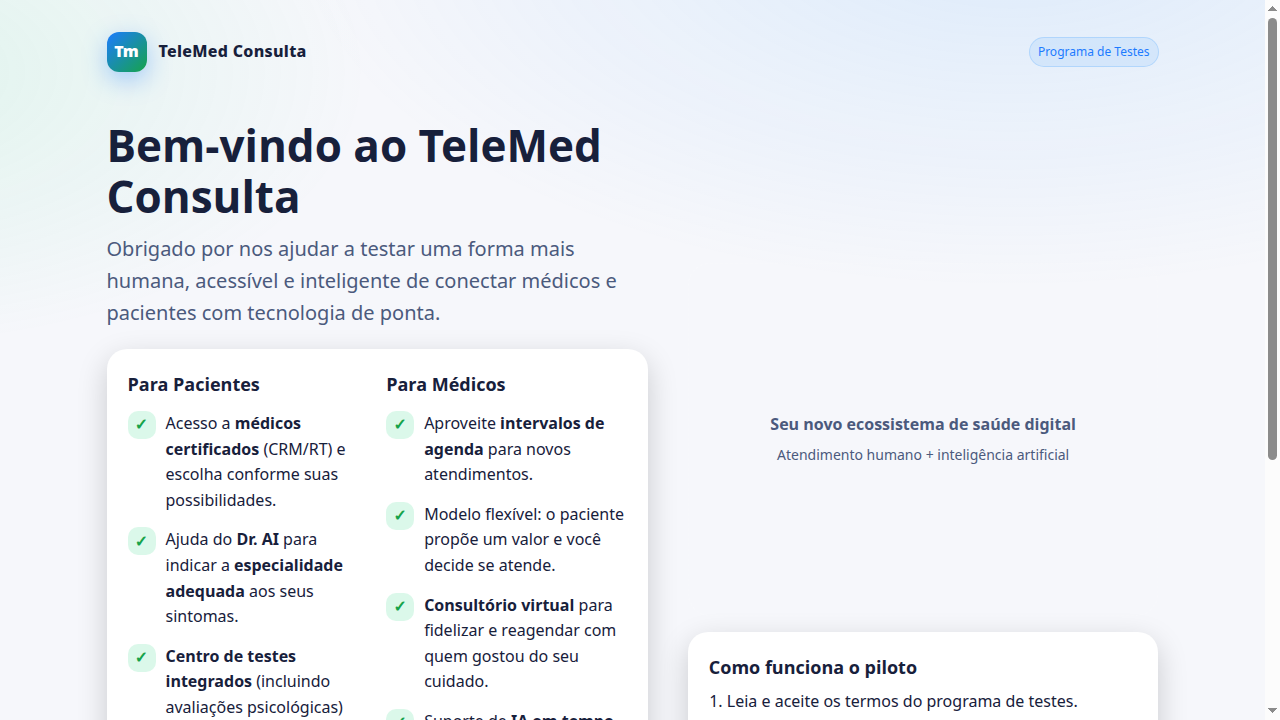 Tm TeleMed Consulta
Programa de Testes
Bem-vindo ao TeleMed
Consulta
Obrigado por nos ajudar a testar uma forma mais
humana, acessível e inteligente de conectar médicos e
pacientes com tecnologia de ponta.
Para Pacientes
✓ Acesso a médicos
certificados (CRM/RT) e
escolha conforme suas
possibilidades.
✓ Ajuda do Dr. AI para
indicar a especialidade
adequada aos seus
sintomas.
✓ Centro de testes
integrados (incluindo
avaliações psicológicas)
Para Médicos
✓ Aproveite intervalos de
agenda para novos
atendimentos.
✓ Modelo flexível: o paciente
propõe um valor e você
decide se atende.
✓ Consultório virtual para
fidelizar e reagendar com
quem gostou do seu
cuidado.
✓ Suporte de IA em tempo
Seu novo ecossistema de saúde digital
Atendimento humano + inteligência artificial
Como funciona o piloto
1. Leia e aceite os termos do programa de testes.